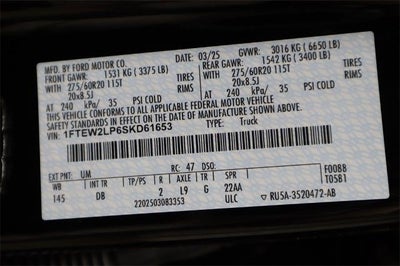 MFD. BY FORD MOTOR CO.
DATE: 03/25 GVWR: 3016 KG ( 6650 LB)
FRONT GAWR: 1531 KG ( 3375 LB)
REAR GAWR: 1542 KG ( 3400 LB)
275/60R20 115T TIRES
275/60R20 115T TIRES
20x8.5J RIMS
20x8.5J RIMS
AT 240 kPa/ 35 PSI COLD
AT 240 kPa/ 35 PSI COLD
THIS VEHICLE CONFORMS TO ALL APPLICABLE FEDERAL MOTOR VEHICLE
SAFETY STANDARDS IN EFFECT ON THE DATE OF MANUFACTURE SHOWN ABOVE.
VIN: 1FTEW2LP6SKD61653
TYPE: Truck
EXT PNT: UM RC: 47 DSO: F0088
WB INT TR TP R AXLE TR SPR T0581
145 DB 2 L9 G 22AA
2202503083353 ULC RU5A-3520472-AB